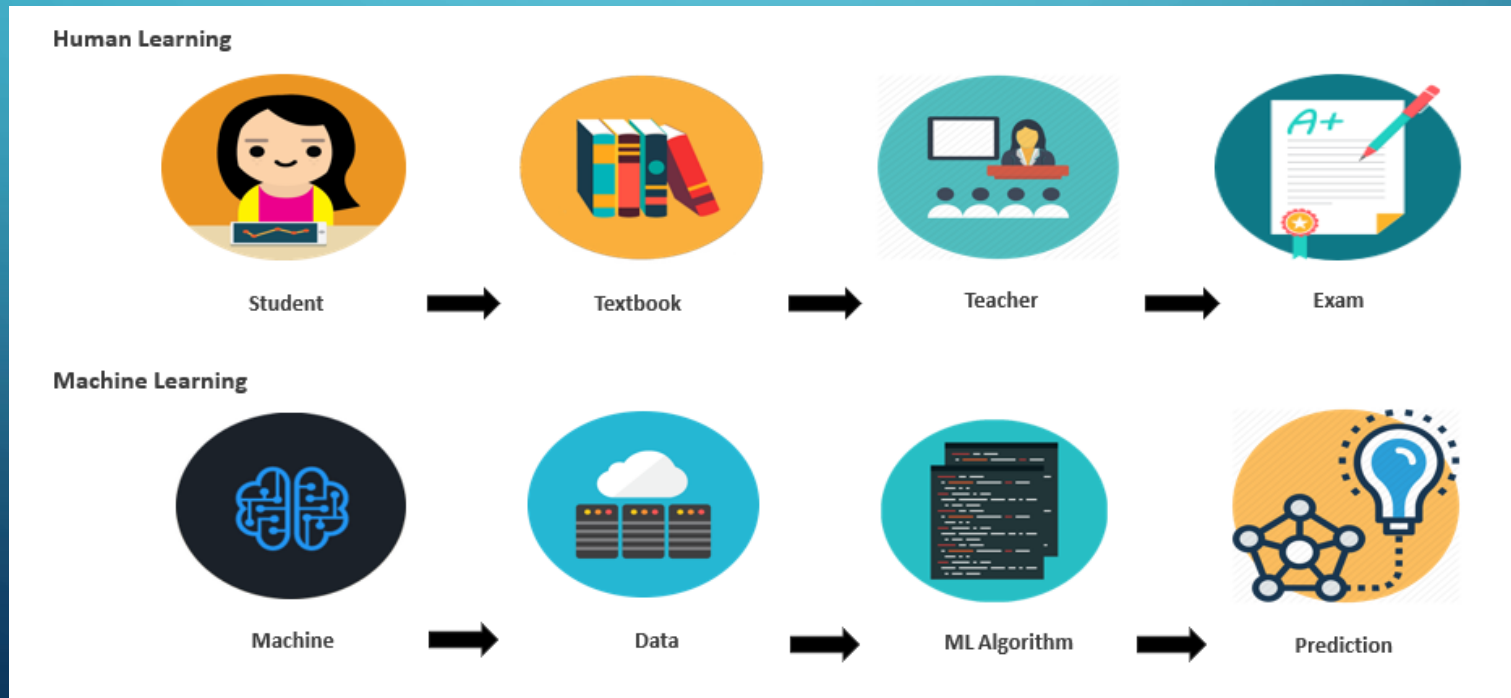 Human Learning
A+
Student
Textbook
Teacher
Exam
Machine Learning
Machine
Data
ML Algorithm
Prediction